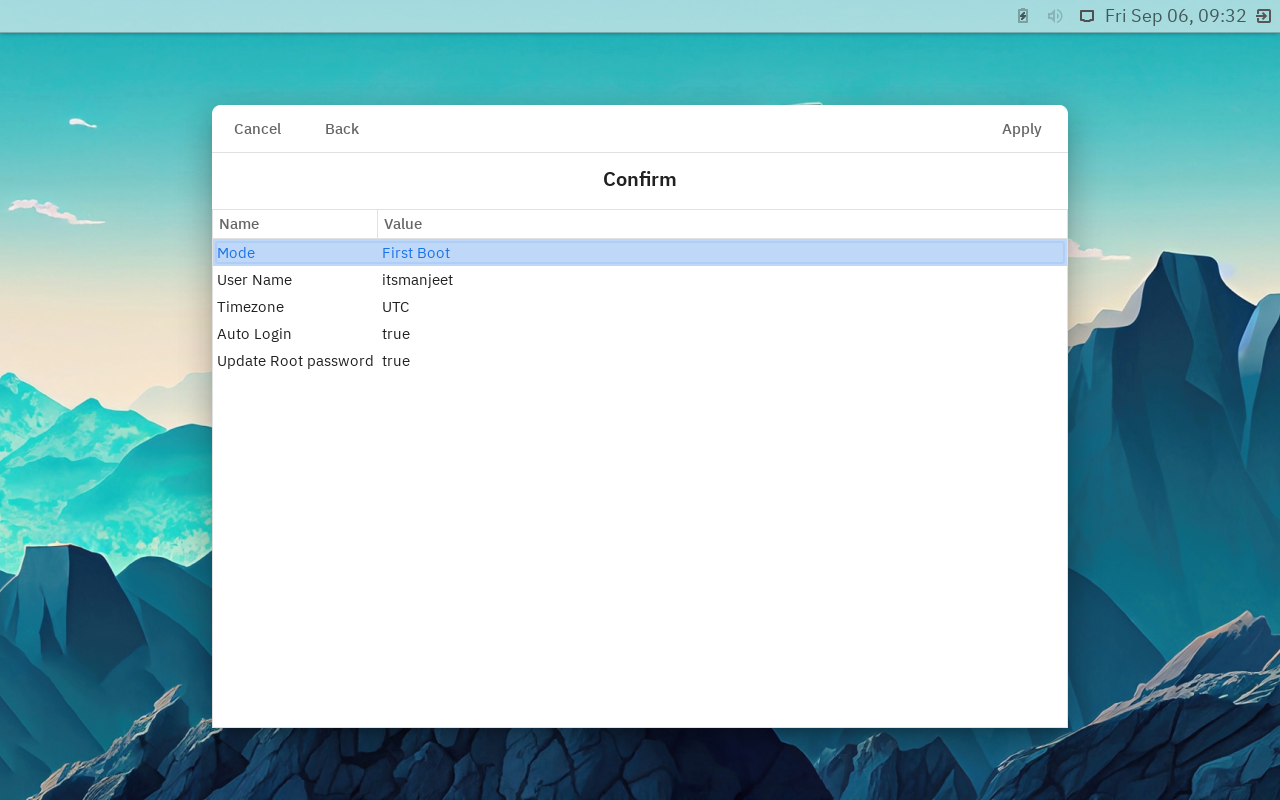 Fri Sep 06, 09:32
Cancel Back Apply
Confirm
Name Value
Mode First Boot
User Name itsmanjeet
Timezone UTC
Auto Login true
Update Root password true